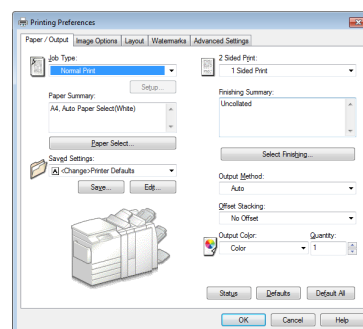 Printing Preferences
Paper / Output Image Options Layout Watermarks Advanced Settings
Job Type:
Normal Print
Setup...
Paper Summary:
A4, Auto Paper Select(White)
Paper Select...
Saved Settings:
<Change>Printer Defaults
Save... Edit...
2 Sided Print:
1 Sided Print
Finishing Summary:
Uncollated
Select Finishing...
Output Method:
Auto
Offset Stacking:
No Offset
Output Color:
Color
Quantity:
1
Status Defaults Default All
OK Cancel Help